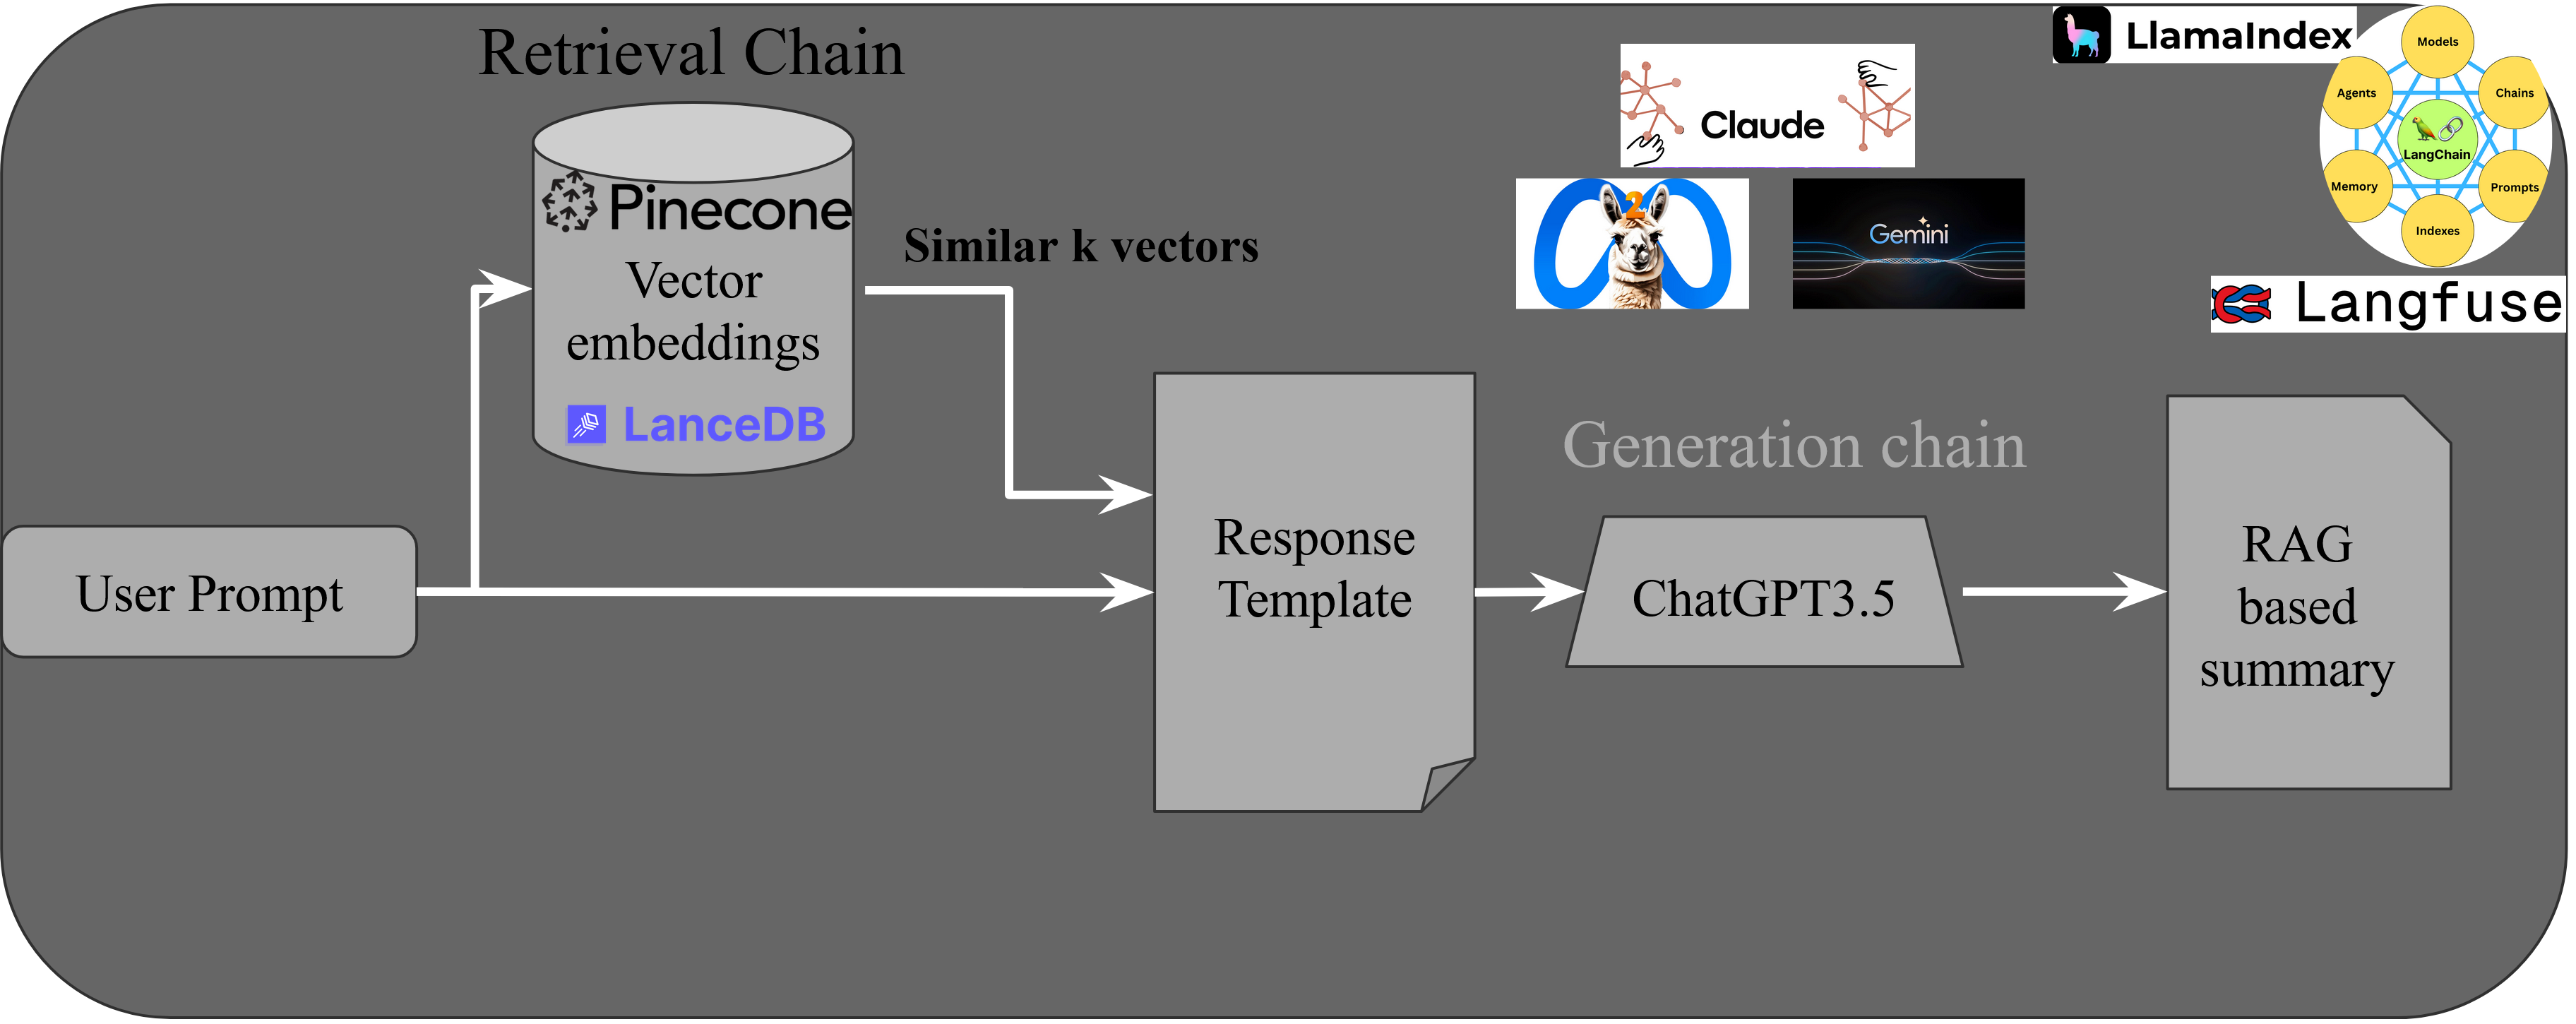 Retrieval Chain
Pinecone
Vector
embeddings
LanceDB
User Prompt
Similar k vectors
Response
Template
Claude
2
Gemini
Generation chain
ChatGPT3.5
LlamaIndex
Models
Agents
Chains
LangChain
Memory
Prompts
Indexes
Langfuse
RAG
based
summary